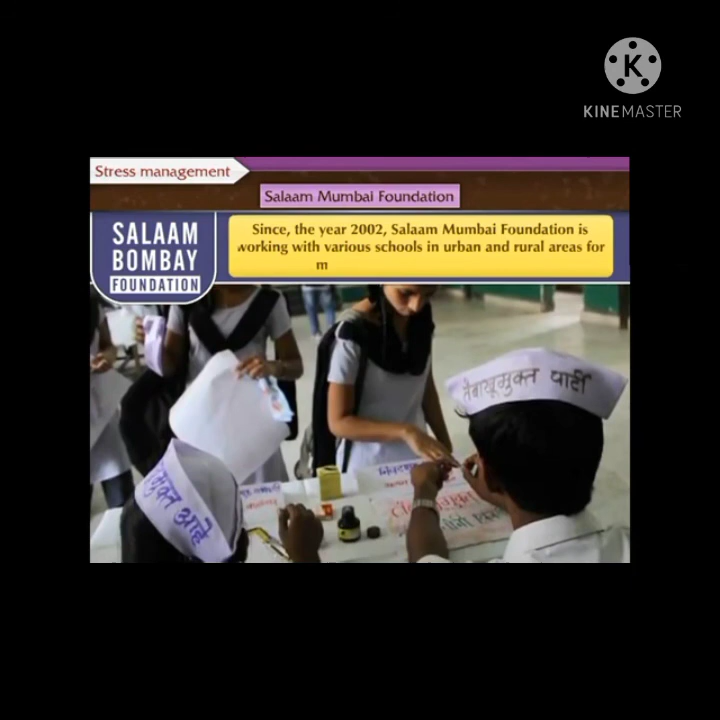 KINEMASTER
Stress management
Salaam Mumbai Foundation
SALAAM
BOMBAY
FOUNDATION
Since, the year 2002, Salaam Mumbai Foundation is
working with various schools in urban and rural areas for
m
तंबाखूमुक्त पार्टी
मुक्त आहे